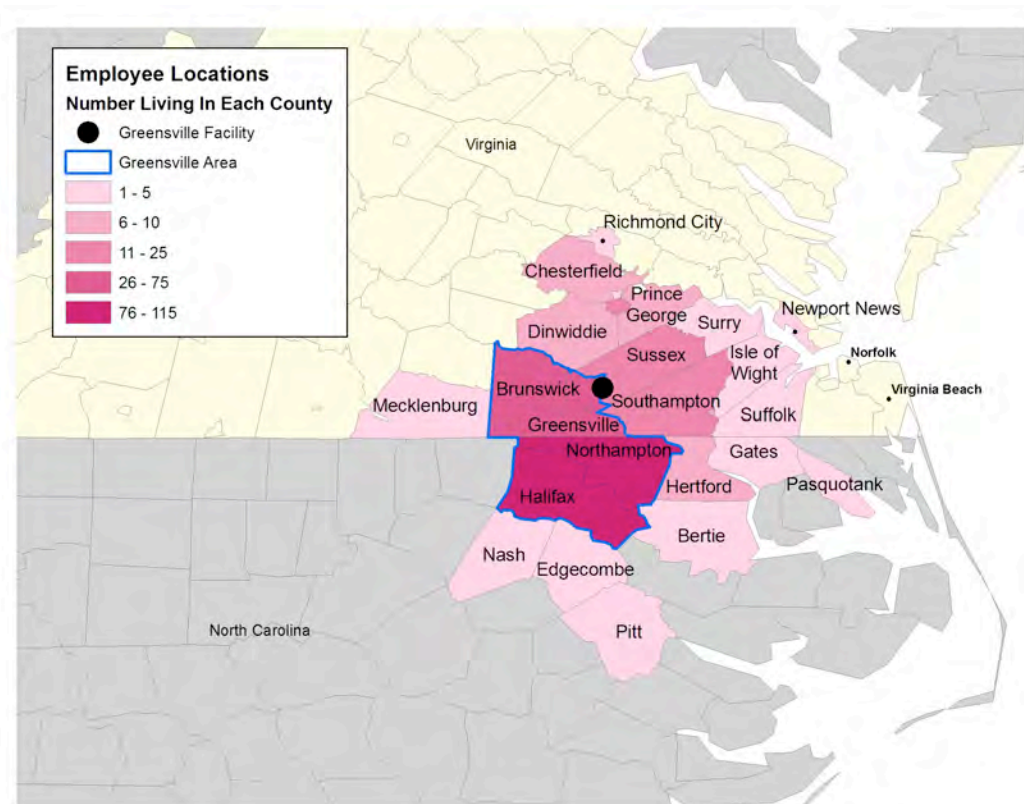 Employee Locations
Number Living In Each County
Greensville Facility
Greensville Area
1 - 5
6 - 10
11 - 25
26 - 75
76 - 115
Virginia
Richmond City
Chesterfield
Prince
George
Newport News
Surry
Dinwiddie
Isle of
Wight
Sussex
Norfolk
Virginia Beach
Brunswick
Southampton
Mecklenburg
Suffolk
Greensville
Northampton
Gates
Pasquotank
Hertford
Halifax
Bertie
Nash
Edgecombe
Pitt
North Carolina